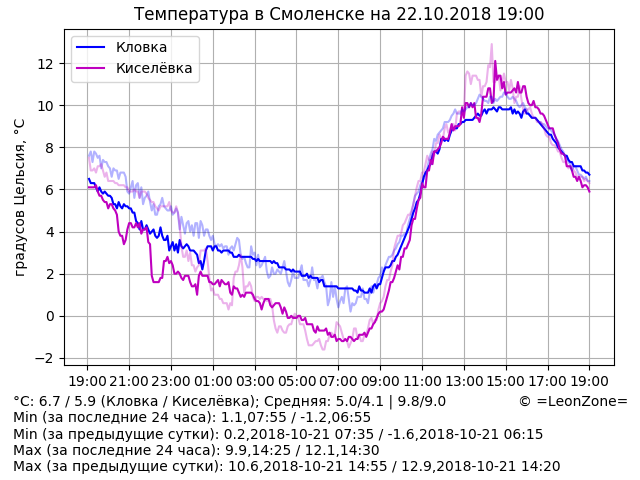 Температура в Смоленске на 22.10.2018 19:00
Кловка
Киселёвка
градусов Цельсия, °C
12
10
8
6
4
2
0
−2
19:00 21:00 23:00 01:00 03:00 05:00 07:00 09:00 11:00 13:00 15:00 17:00 19:00
°C: 6.7 / 5.9 (Кловка / Киселёвка); Средняя: 5.0/4.1 | 9.8/9.0 © =LeonZone=
Min (за последние 24 часа): 1.1,07:55 / -1.2,06:55
Min (за предыдущие сутки): 0.2,2018-10-21 07:35 / -1.6,2018-10-21 06:15
Max (за последние 24 часа): 9.9,14:25 / 12.1,14:30
Max (за предыдущие сутки): 10.6,2018-10-21 14:55 / 12.9,2018-10-21 14:20